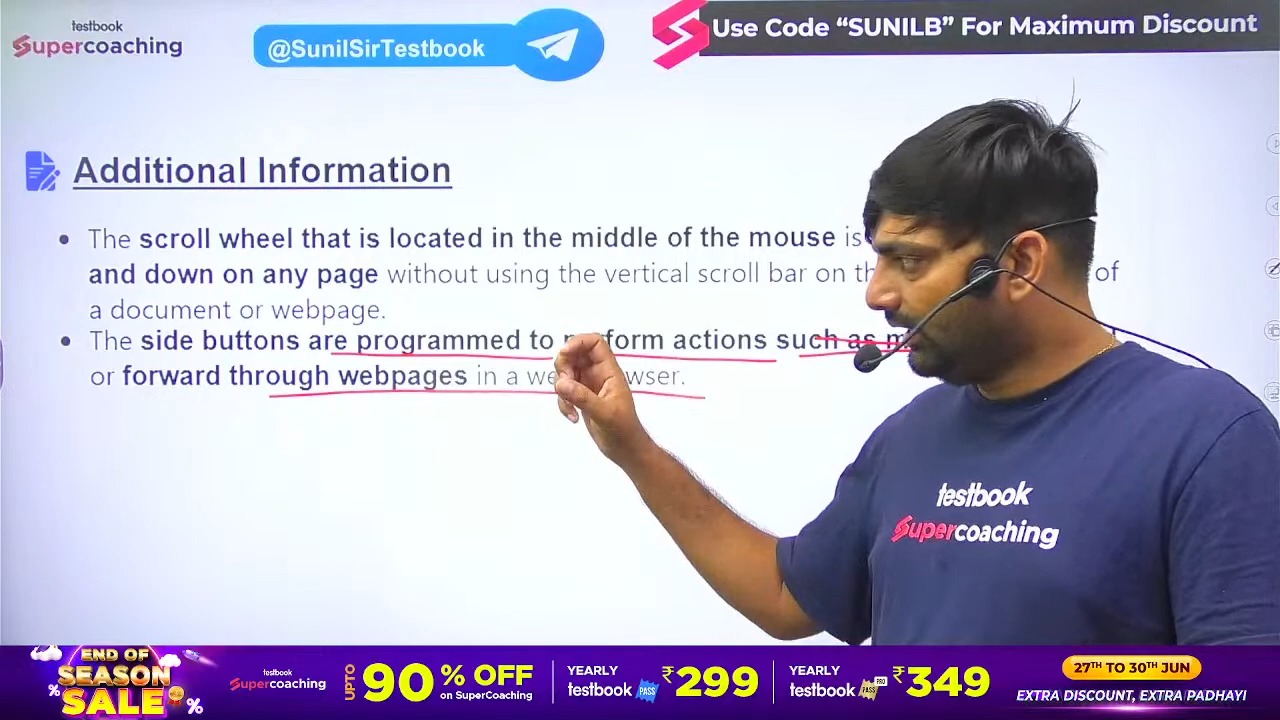 testbook
Supercoaching
@SunilSirTestbook
Use Code “SUNILB” For Maximum Discount
Additional Information
The scroll wheel that is located in the middle of the mouse is
and down on any page without using the vertical scroll bar on of
a document or webpage.
The side buttons are programmed to actions such as
or forward through webpages in a
testbook
Supercoaching
END OF
SEASON
SALE
%
%
testbook
Supercoaching
UPTO
90
% OFF
on SuperCoaching
YEARLY
testbook PASS
₹299
YEARLY
testbook PASS PRO
₹349
27TH TO 30TH JUN
EXTRA DISCOUNT, EXTRA PADHAYI